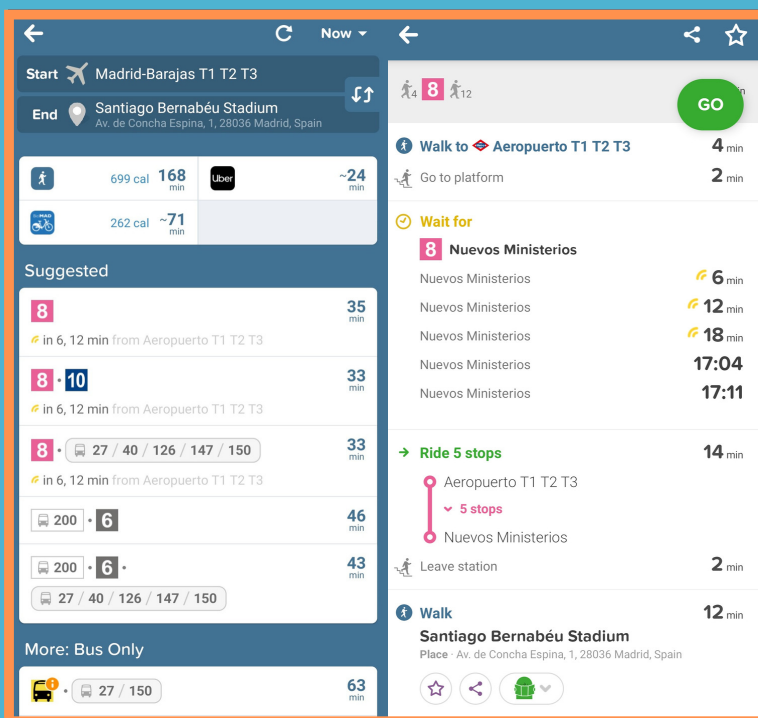 Now
Start Madrid-Barajas T1 T2 T3
End Santiago Bernabéu Stadium
Av. de Concha Espina, 1, 28036 Madrid, Spain
699 cal 168 min
Uber ~24 min
262 cal ~71 min
Suggested
8 35 min
in 6, 12 min from Aeropuerto T1 T2 T3
8 · 10 33 min
in 6, 12 min from Aeropuerto T1 T2 T3
8 · 27 / 40 / 126 / 147 / 150 33 min
in 6, 12 min from Aeropuerto T1 T2 T3
200 · 6 46 min
200 · 6 · 43 min
27 / 40 / 126 / 147 / 150
More: Bus Only
· 27 / 150 63 min
4 8 12
GO
Walk to Aeropuerto T1 T2 T3 4 min
Go to platform 2 min
Wait for
8 Nuevos Ministerios
Nuevos Ministerios 6 min
Nuevos Ministerios 12 min
Nuevos Ministerios 18 min
Nuevos Ministerios 17:04
Nuevos Ministerios 17:11
Ride 5 stops 14 min
Aeropuerto T1 T2 T3
5 stops
Nuevos Ministerios
Leave station 2 min
Walk 12 min
Santiago Bernabéu Stadium
Place · Av. de Concha Espina, 1, 28036 Madrid, Spain